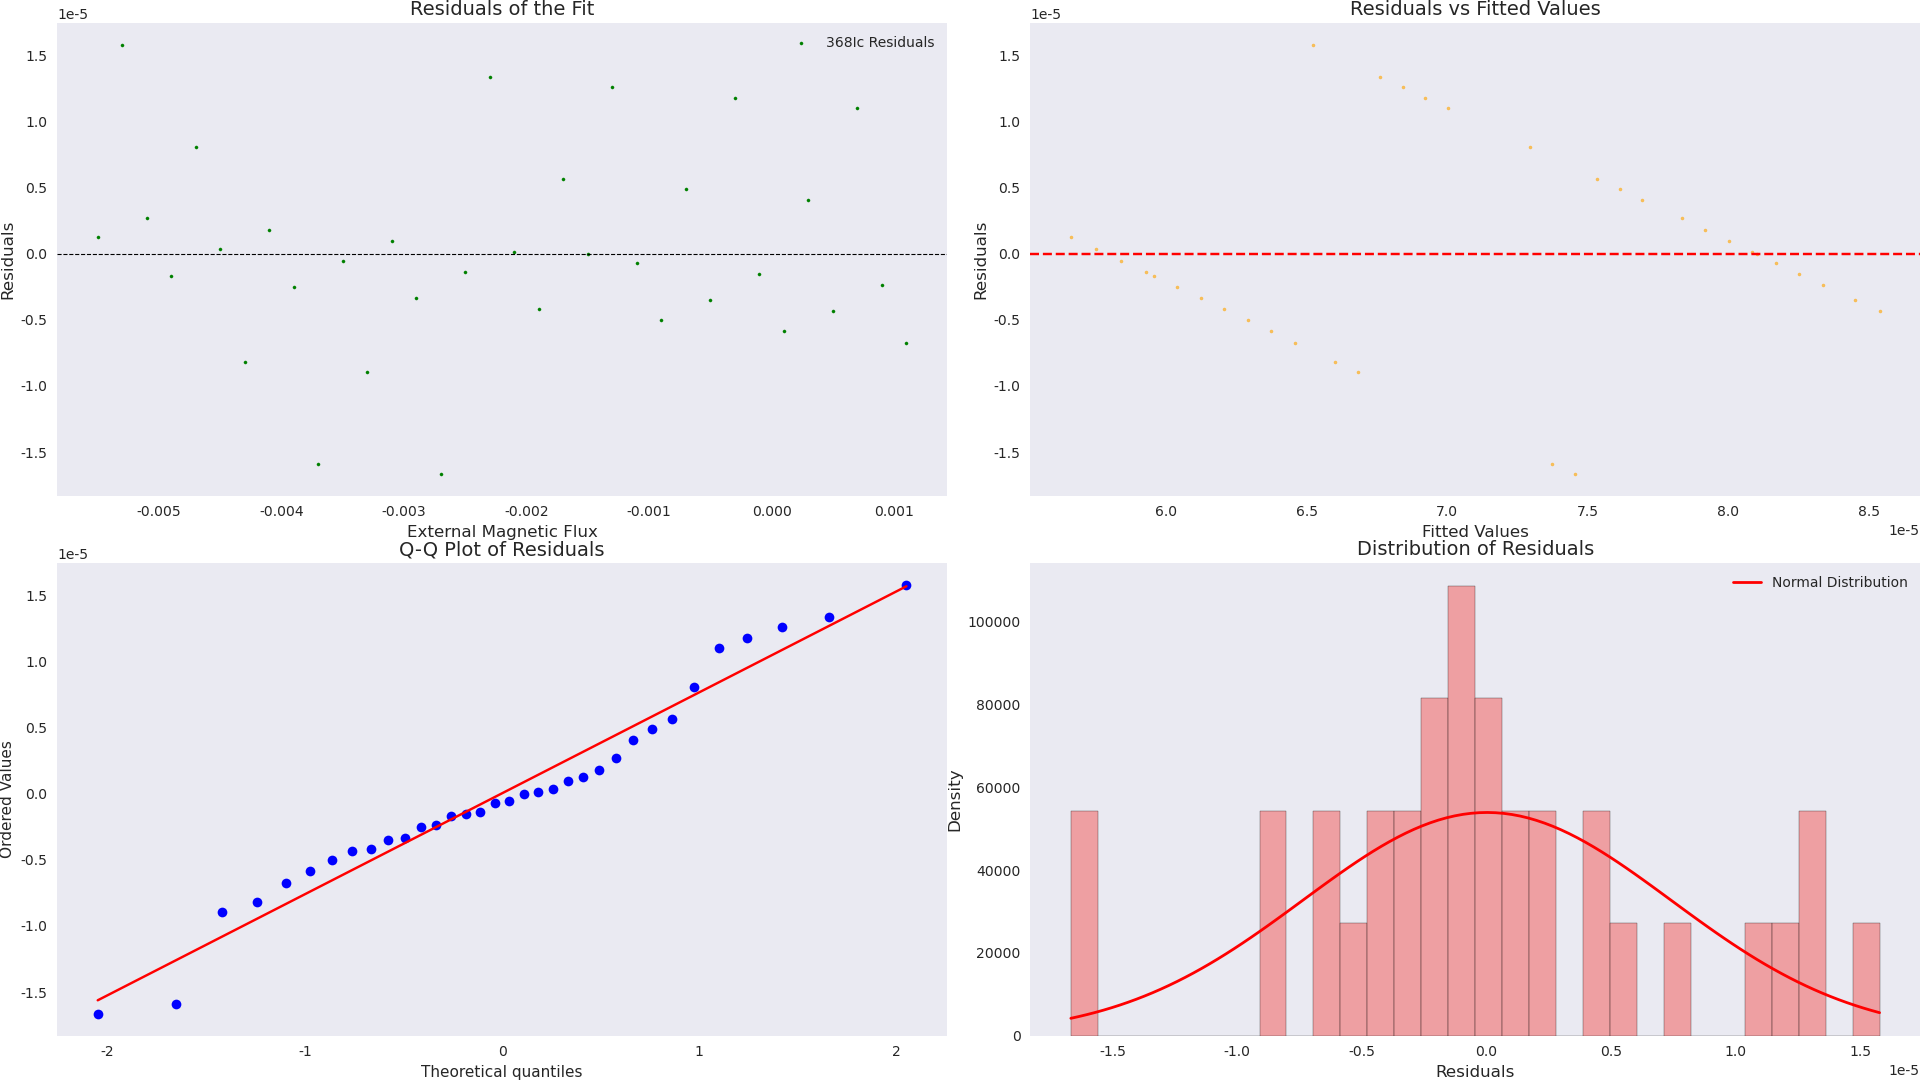 Residuals of the Fit
1e-5
368Ic Residuals
1.5
1.0
0.5
0.0
-0.5
-1.0
-1.5
Residuals
-0.005 -0.004 -0.003 -0.002 -0.001 0.000 0.001
External Magnetic Flux
Residuals vs Fitted Values
1e-5
1.5
1.0
0.5
0.0
-0.5
-1.0
-1.5
Residuals
6.0 6.5 7.0 7.5 8.0 8.5
1e-5
Fitted Values
Q-Q Plot of Residuals
1e-5
1.5
1.0
0.5
0.0
-0.5
-1.0
-1.5
Ordered Values
-2 -1 0 1 2
Theoretical quantiles
Distribution of Residuals
Normal Distribution
100000
80000
60000
40000
20000
0
Density
-1.5 -1.0 -0.5 0.0 0.5 1.0 1.5
1e-5
Residuals